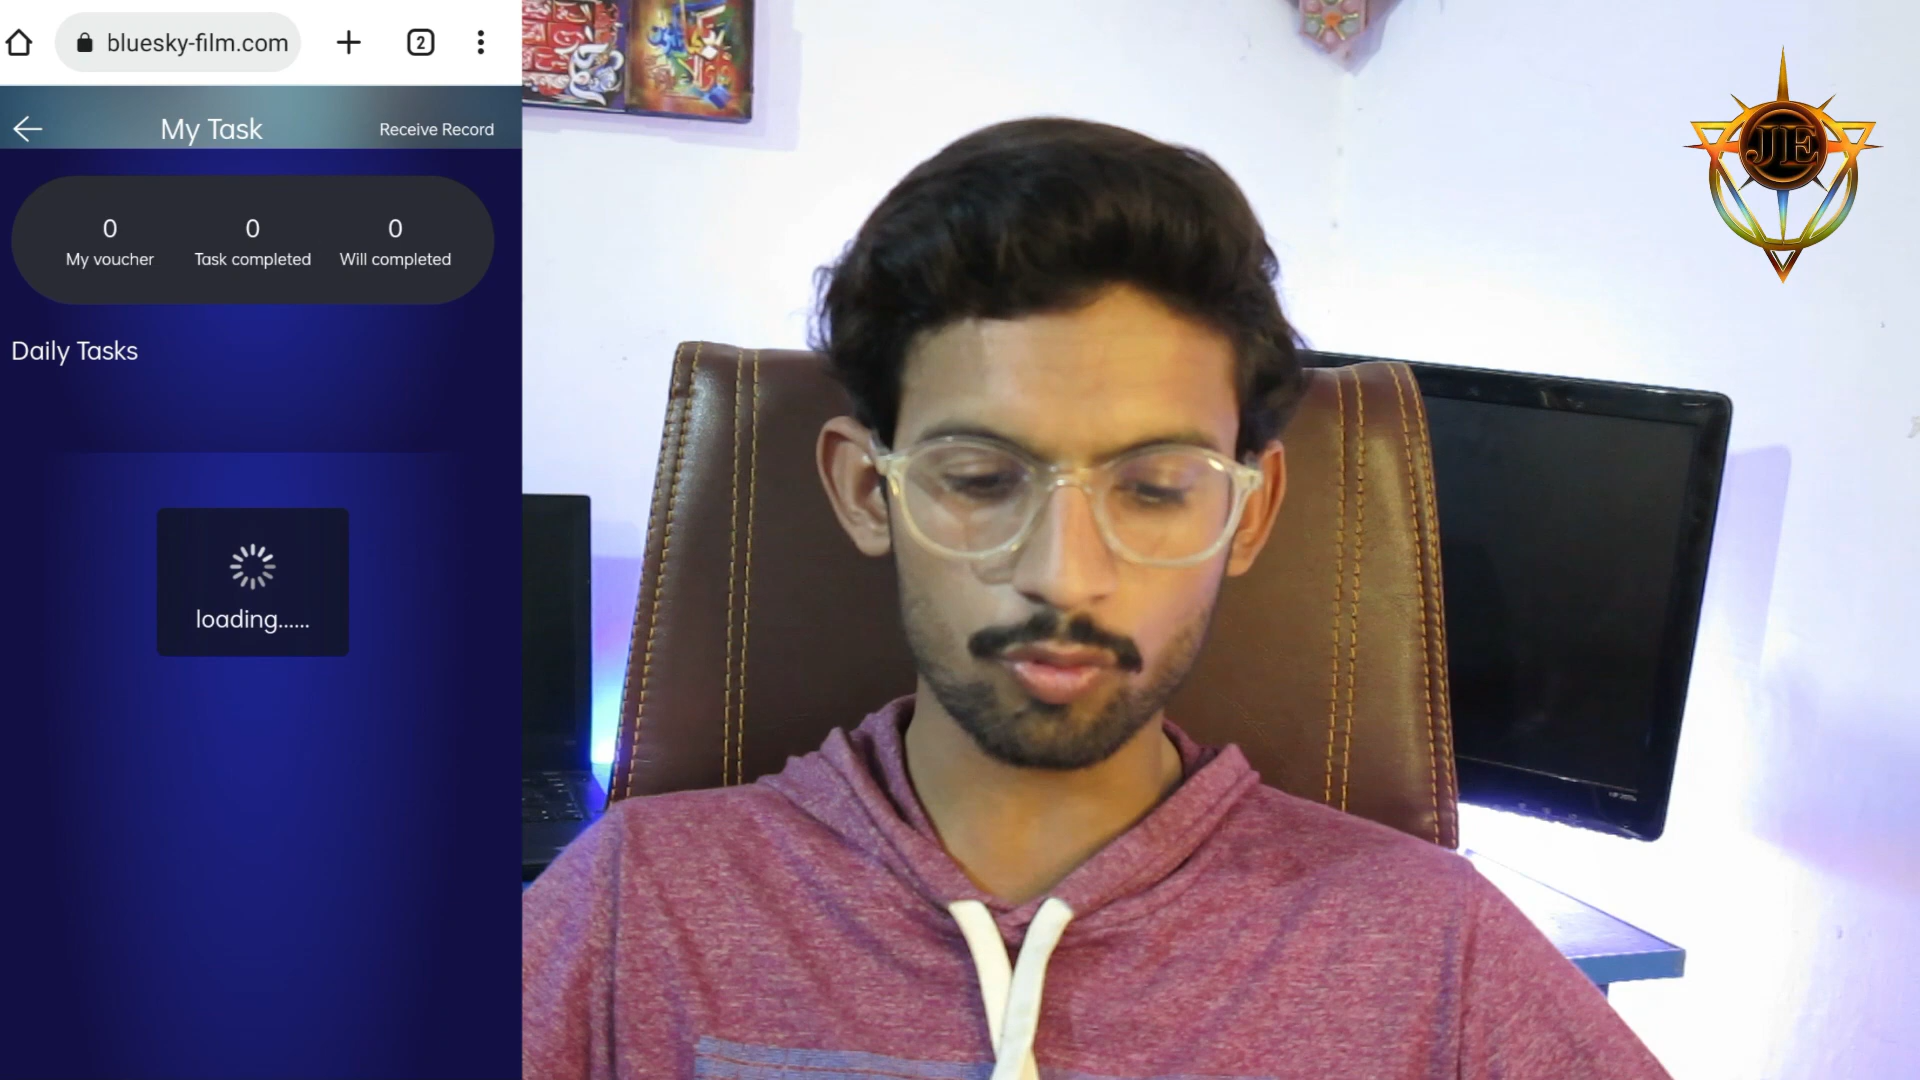 bluesky-film.com
2
My Task
Receive Record
0
0
0
My voucher
Task completed
Will completed
Daily Tasks
loading......
JE